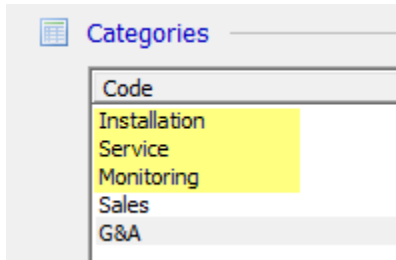 Categories
Code
Installation
Service
Monitoring
Sales
G&A